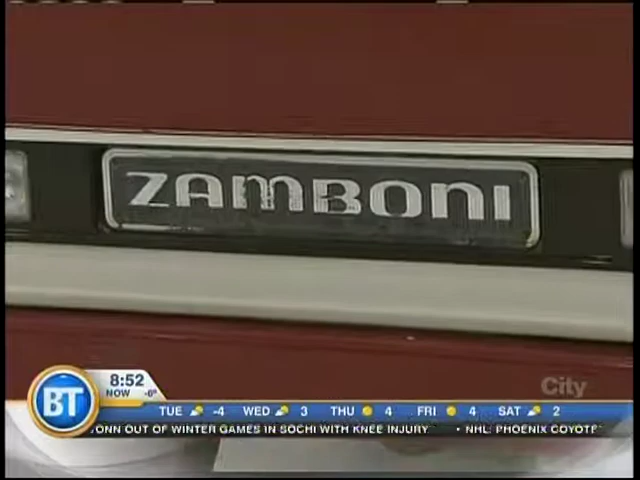 ZAMBONI
City
BT
8:52
NOW -6°
TUE -4 WED 3 THU 4 FRI 4 SAT 2
OUT OF WINTER GAMES IN SOCHI WITH KNEE INJURY. • NHL: PHOENIX